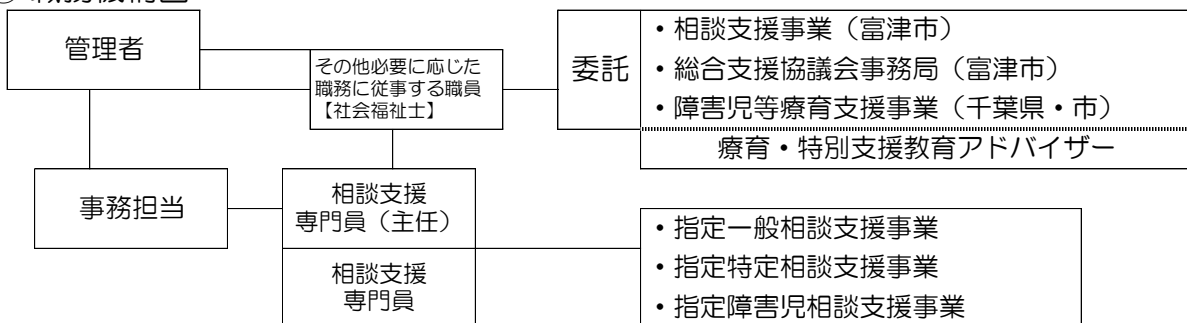 管理者
その他必要に応じた
職務に従事する職員
【社会福祉士】
委託
・相談支援事業（富津市）
・総合支援協議会事務局（富津市）
・障害児等療育支援事業（千葉県・市）
療育・特別支援教育アドバイザー
事務担当
相談支援
専門員（主任）
相談支援
専門員
・指定一般相談支援事業
・指定特定相談支援事業
・指定障害児相談支援事業